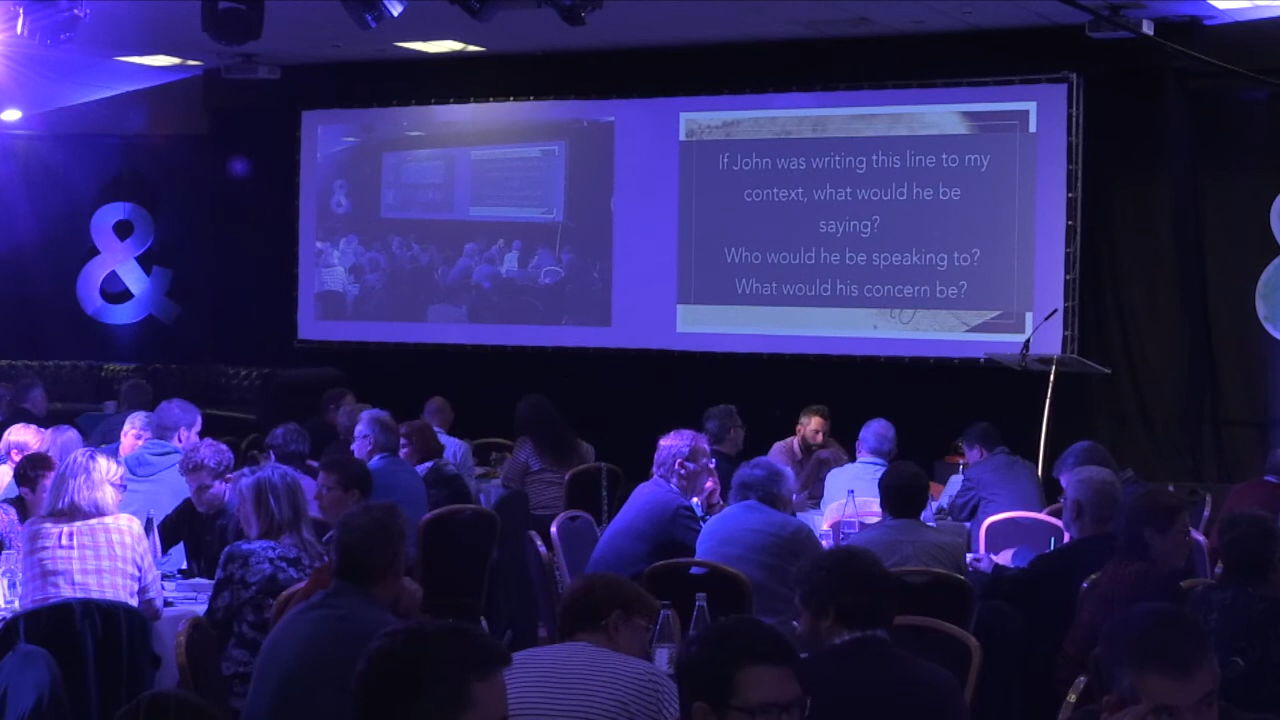 &
If John was writing this line to my
context, what would he be
saying?
Who would he be speaking to?
What would his concern be?